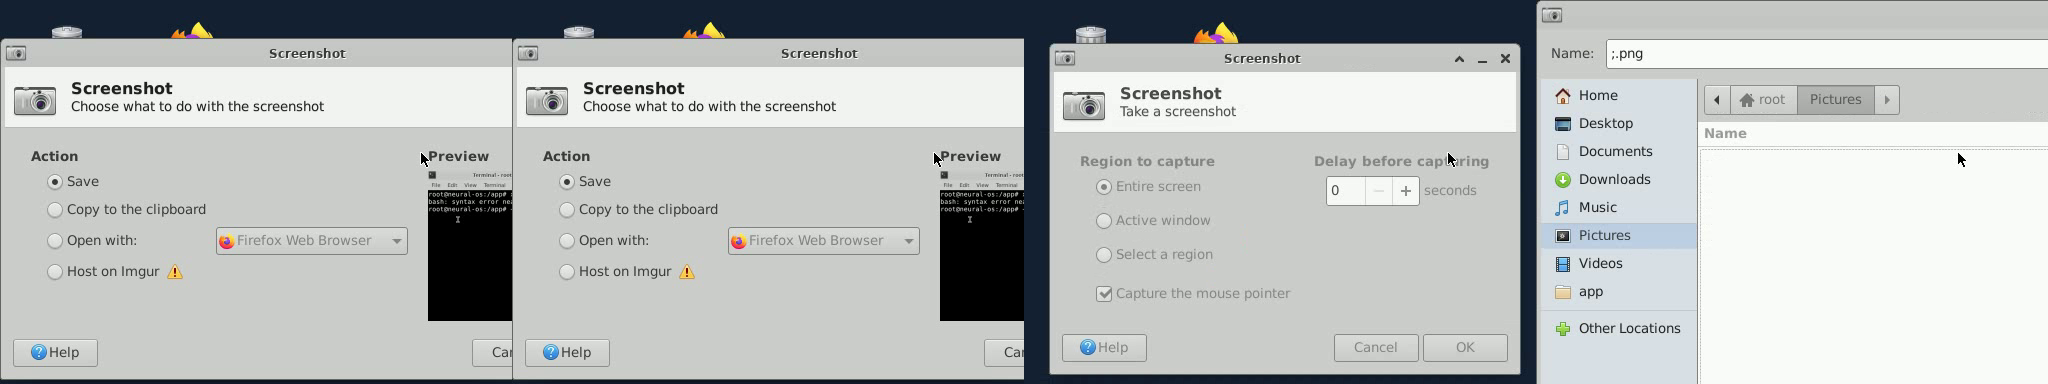 Screenshot
Screenshot
Choose what to do with the screenshot
Action
Preview
Save
Copy to the clipboard
Open with:
Firefox Web Browser
Host on Imgur
Terminal - root
File Edit View Terminal
root@neural-os:/app#
bash: syntax error nea
root@neural-os:/app#
Help
Can
Screenshot
Screenshot
Choose what to do with the screenshot
Action
Preview
Save
Copy to the clipboard
Open with:
Firefox Web Browser
Host on Imgur
Terminal - root
File Edit View Terminal
root@neural-os:/app#
bash: syntax error nea
root@neural-os:/app#
Help
Can
Screenshot
Screenshot
Take a screenshot
Region to capture
Delay before capturing
Entire screen
0 seconds
Active window
Select a region
Capture the mouse pointer
Help
Cancel
OK
Name: ;.png
root
Pictures
Name
Home
Desktop
Documents
Downloads
Music
Pictures
Videos
app
Other Locations